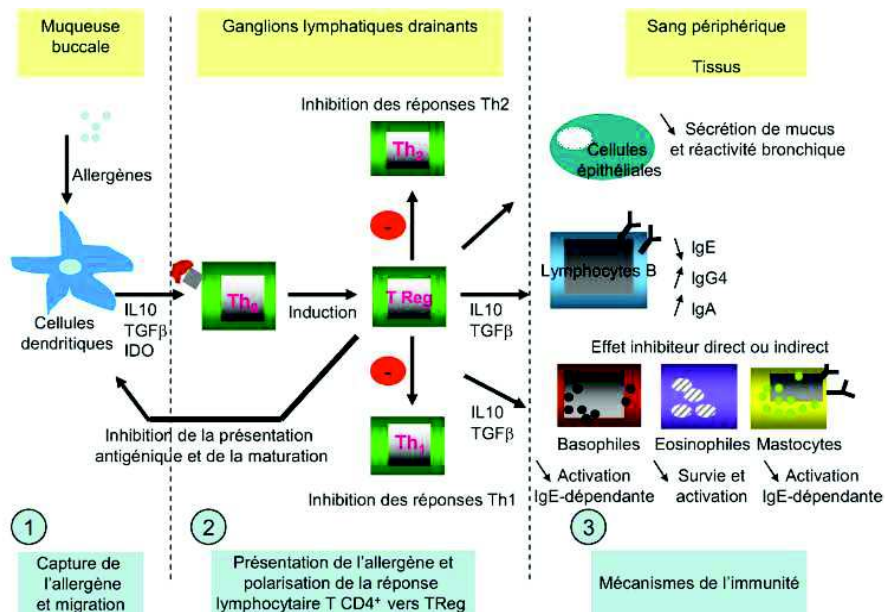 Muqueuse
buccale
Ganglions lymphatiques drainants
Sang périphérique
Tissus
Allergènes
Cellules
dendritiques
IL10
TGFβ
IDO
Th0
Induction
Inhibition des réponses Th2
Th2
-
T Reg
-
Th1
Inhibition des réponses Th1
Inhibition de la présentation
antigénique et de la maturation
IL10
TGFβ
IL10
TGFβ
Cellules
épithéliales
Sécrétion de mucus
et réactivité bronchique
Lymphocytes B
IgE
IgG4
IgA
Effet inhibiteur direct ou indirect
Basophiles
Eosinophiles
Mastocytes
Activation
IgE-dépendante
Survie et
activation
Activation
IgE-dépendante
1
Capture de
l'allergène
et migration
2
Présentation de l'allergène et
polarisation de la réponse
lymphocytaire T CD4+ vers TReg
3
Mécanismes de l'immunité